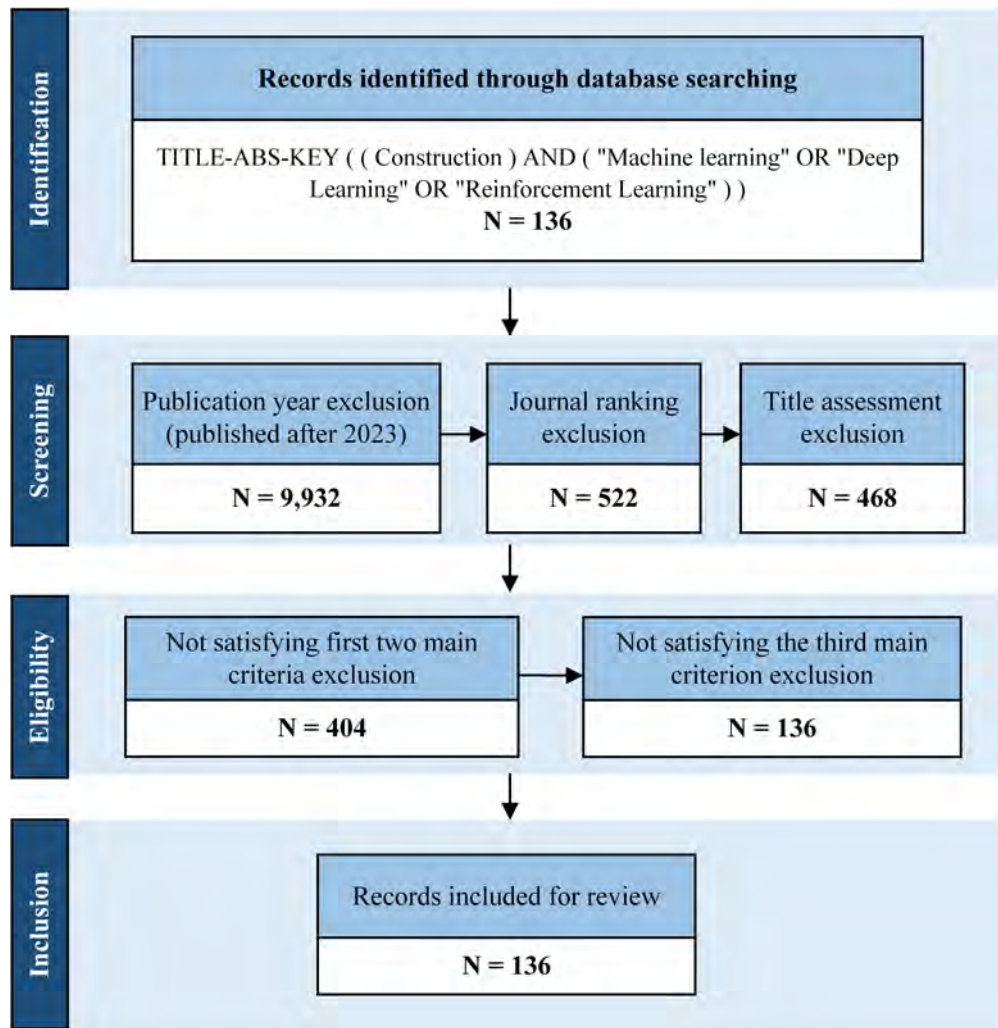 Identification
Records identified through database searching
TITLE-ABS-KEY ( ( Construction ) AND ( "Machine learning" OR "Deep
Learning" OR "Reinforcement Learning" ) )
N = 136
Screening
Publication year exclusion
(published after 2023)
N = 9,932
Journal ranking
exclusion
N = 522
Title assessment
exclusion
N = 468
Eligibility
Not satisfying first two main
criteria exclusion
N = 404
Not satisfying the third main
criterion exclusion
N = 136
Inclusion
Records included for review
N = 136